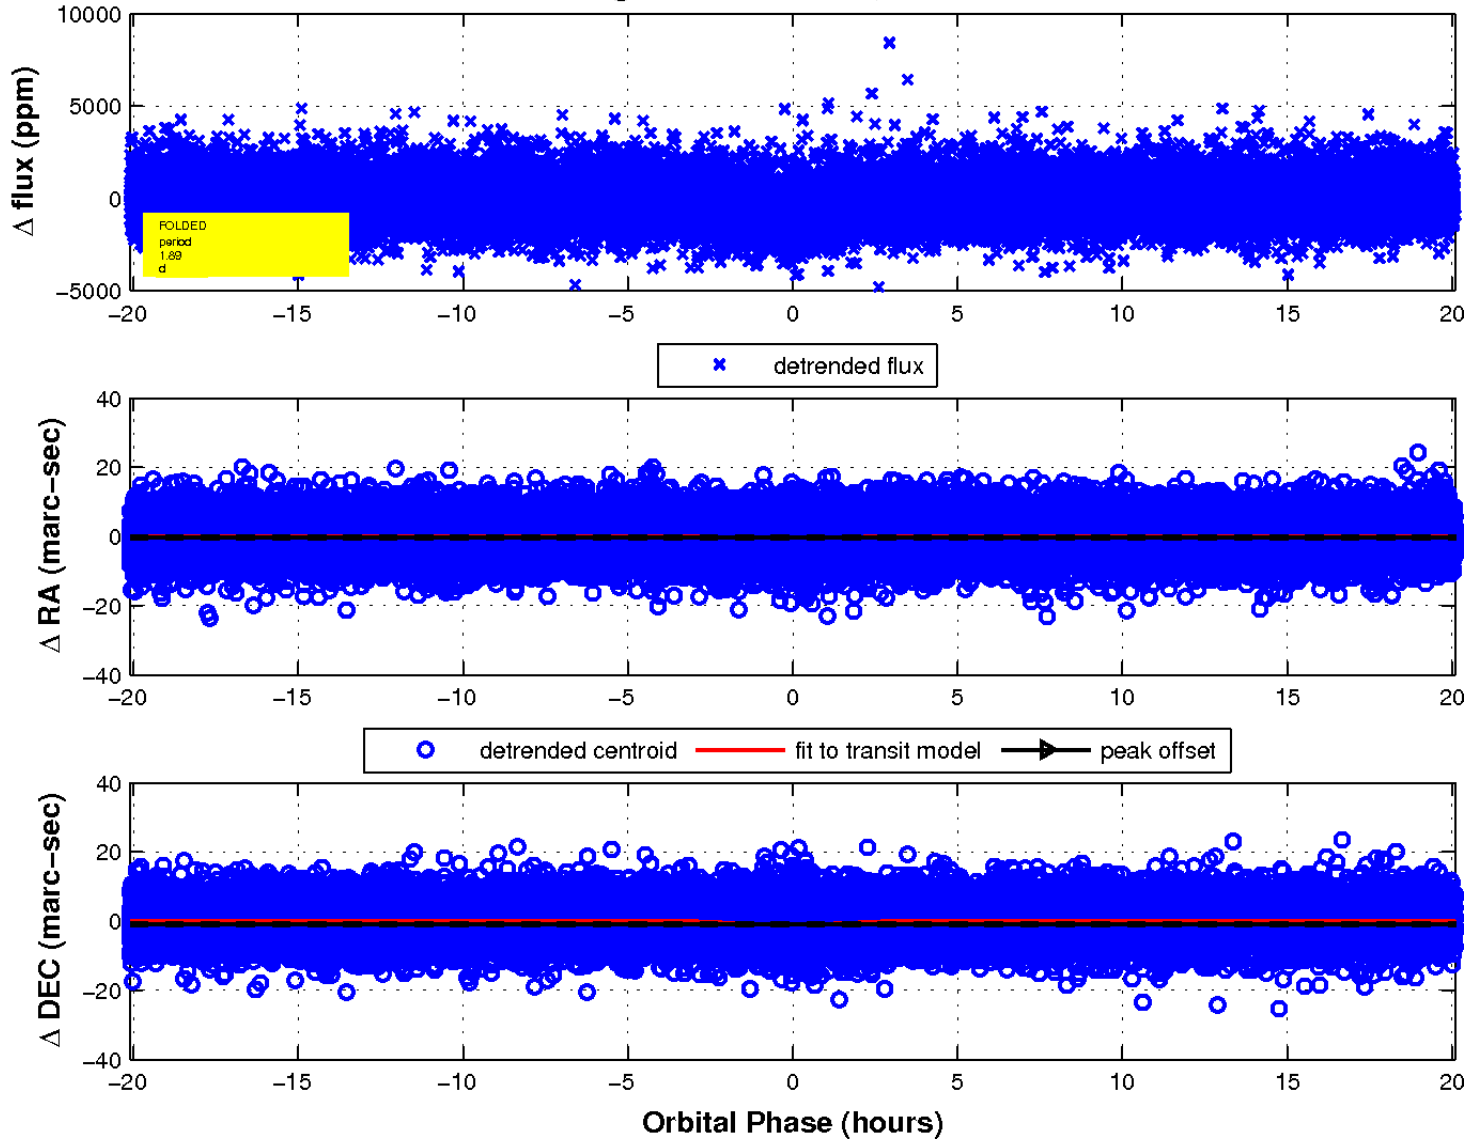 10000
5000
0
−5000
Δ flux (ppm)
FOLDED
period
1.89
d
−20 −15 −10 −5 0 5 10 15 20
detrended flux
40
20
0
−20
−40
Δ RA (marc−sec)
−20 −15 −10 −5 0 5 10 15 20
detrended centroid fit to transit model peak offset
40
20
0
−20
−40
Δ DEC (marc−sec)
−20 −15 −10 −5 0 5 10 15 20
Orbital Phase (hours)